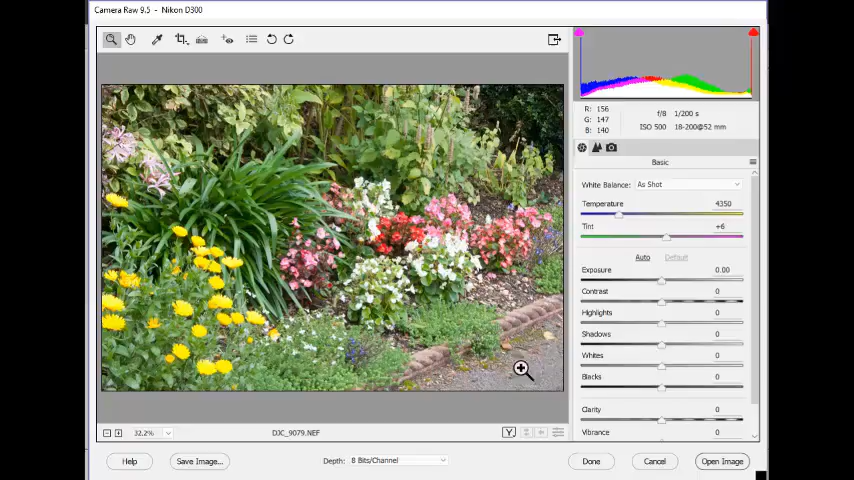 Camera Raw 9.5 - Nikon D300
R: 156
G: 147
B: 140
f/8 1/200 s
ISO 500 18-200@52 mm
Basic
White Balance: As Shot
Temperature 4350
Tint +6
Auto Default
Exposure 0.00
Contrast 0
Highlights 0
Shadows 0
Whites 0
Blacks 0
Clarity 0
Vibrance 0
32.2% DJC_9079.NEF Y
Help Save Image... Depth: 8 Bits/Channel Done Cancel Open Image